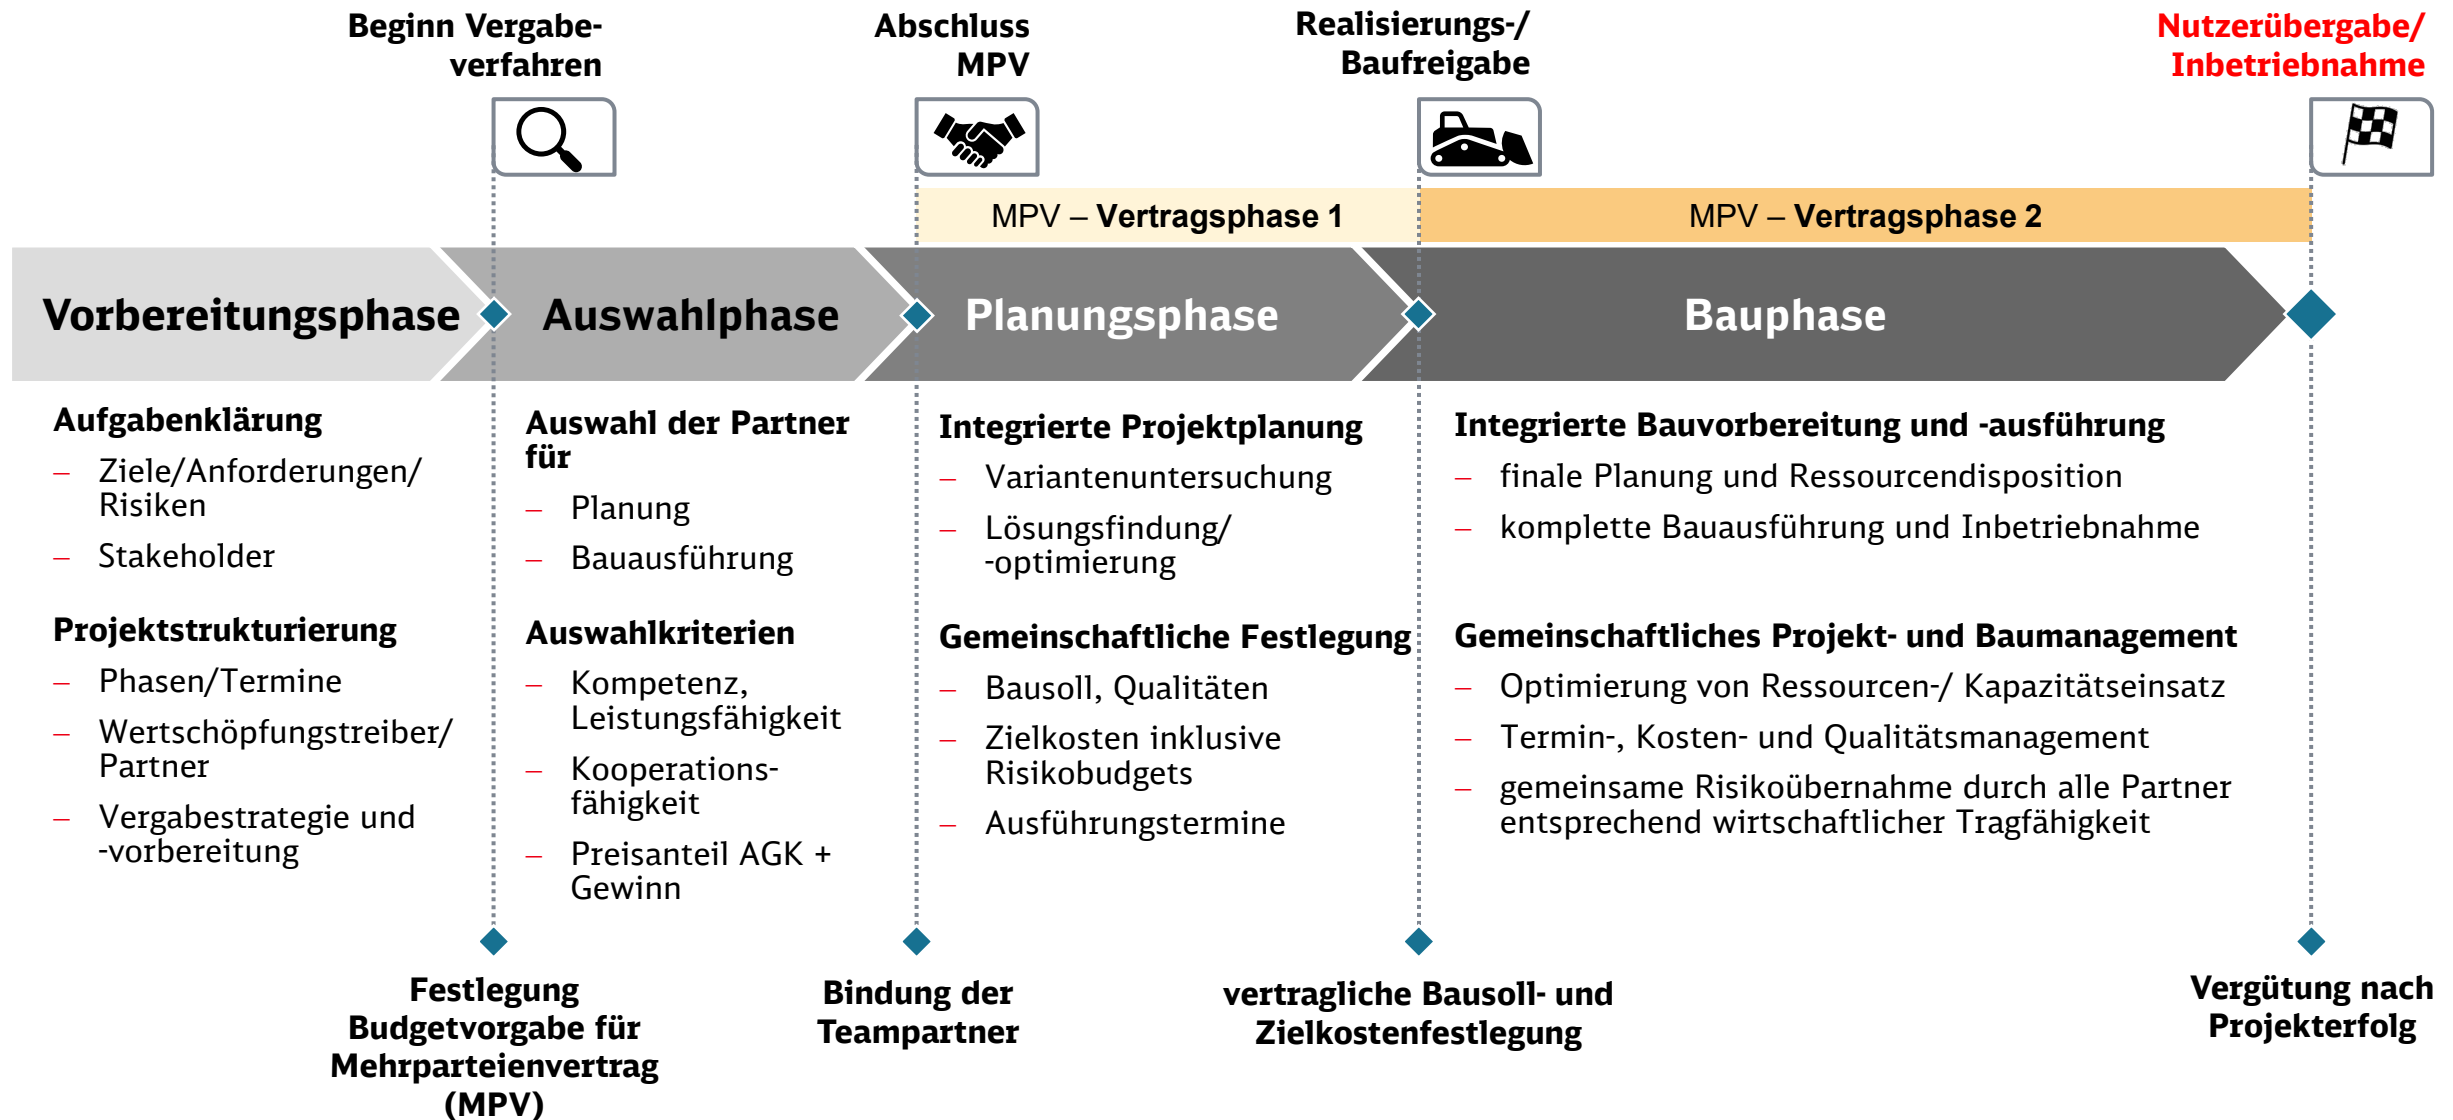 Beginn Vergabe-
verfahren
Abschluss
MPV
Realisierungs-/
Baufreigabe
Nutzerübergabe/
Inbetriebnahme
MPV – Vertragsphase 1
MPV – Vertragsphase 2
Vorbereitungsphase
Auswahlphase
Planungsphase
Bauphase
Aufgabenklärung
– Ziele/Anforderungen/
Risiken
– Stakeholder
Projektstrukturierung
– Phasen/Termine
– Wertschöpfungstreiber/
Partner
– Vergabestrategie und
-vorbereitung
Auswahl der Partner
für
– Planung
– Bauausführung
Auswahlkriterien
– Kompetenz,
Leistungsfähigkeit
– Kooperations-
fähigkeit
– Preisanteil AGK +
Gewinn
Integrierte Projektplanung
– Variantenuntersuchung
– Lösungsfindung/
-optimierung
Gemeinschaftliche Festlegung
– Bausoll, Qualitäten
– Zielkosten inklusive
Risikobudgets
– Ausführungstermine
Integrierte Bauvorbereitung und -ausführung
– finale Planung und Ressourcendisposition
– komplette Bauausführung und Inbetriebnahme
Gemeinschaftliches Projekt- und Baumanagement
– Optimierung von Ressourcen-/ Kapazitätseinsatz
– Termin-, Kosten- und Qualitätsmanagement
– gemeinsame Risikoübernahme durch alle Partner
entsprechend wirtschaftlicher Tragfähigkeit
Festlegung
Budgetvorgabe für
Mehrparteienvertrag
(MPV)
Bindung der
Teampartner
vertragliche Bausoll- und
Zielkostenfestlegung
Vergütung nach
Projekterfolg